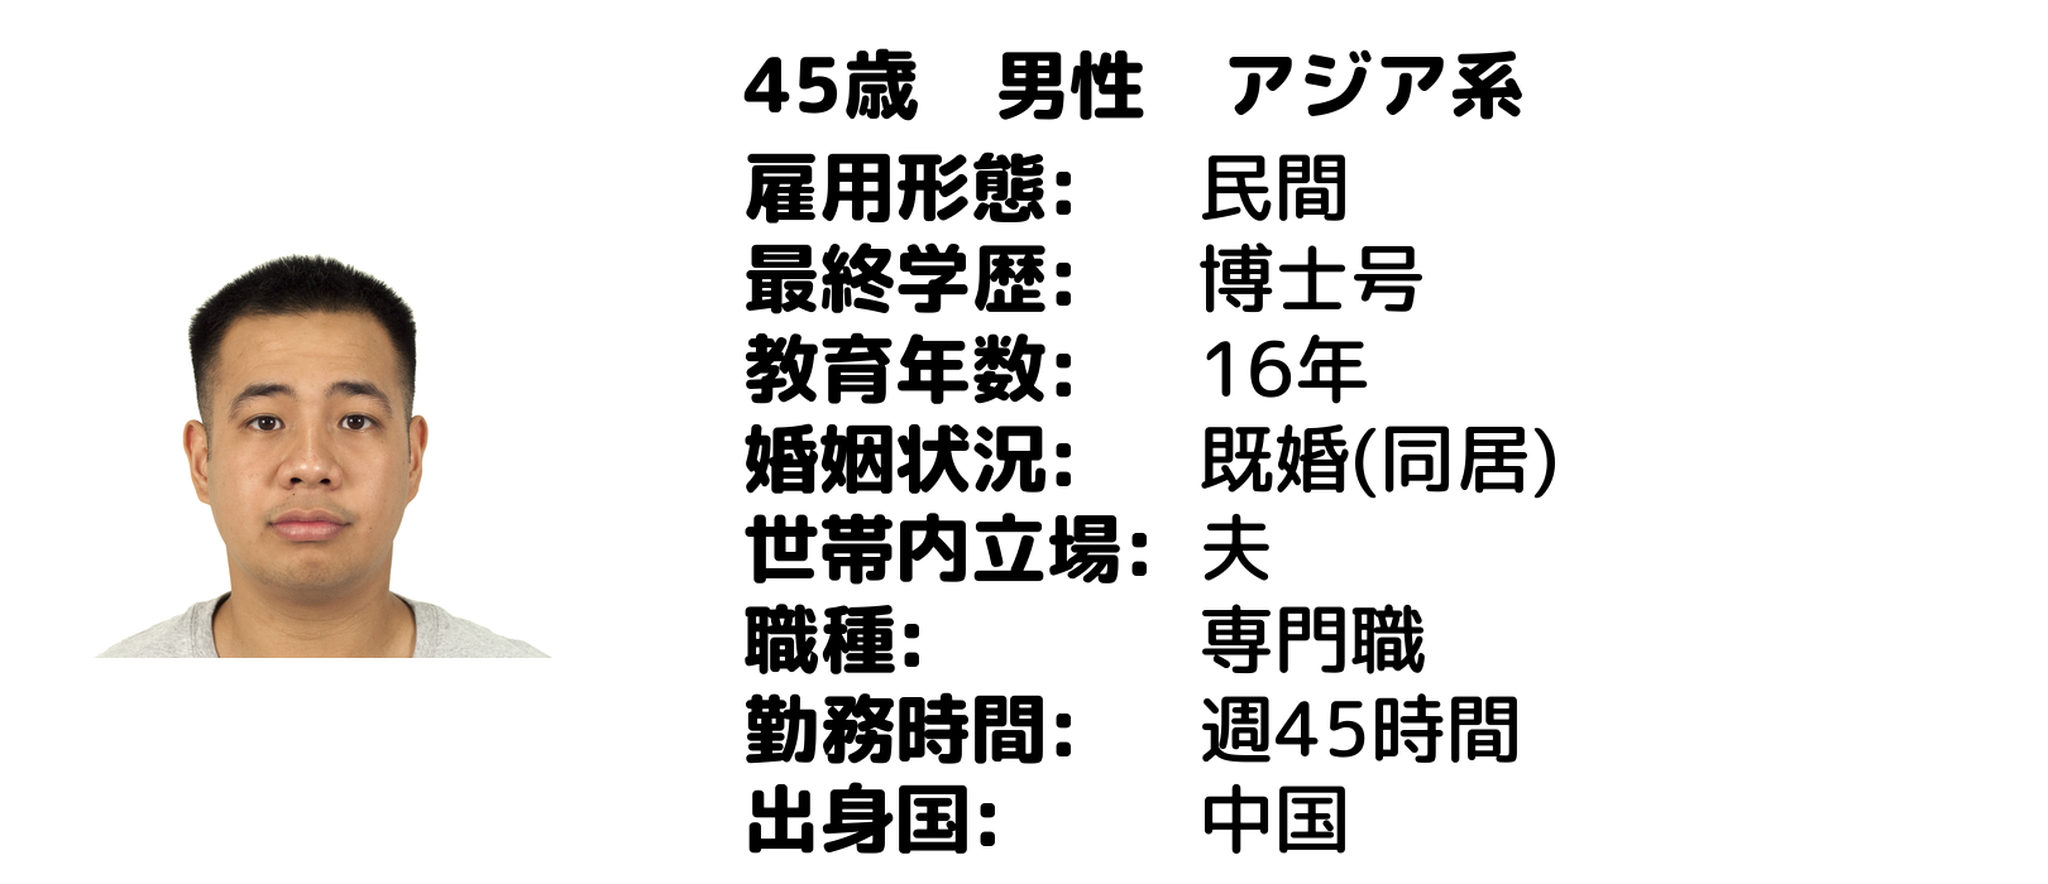 45歳　男性　アジア系
雇用形態:　民間
最終学歴:　博士号
教育年数:　16年
婚姻状況:　既婚(同居)
世帯内立場:　夫
職種:　専門職
勤務時間:　週45時間
出身国:　中国